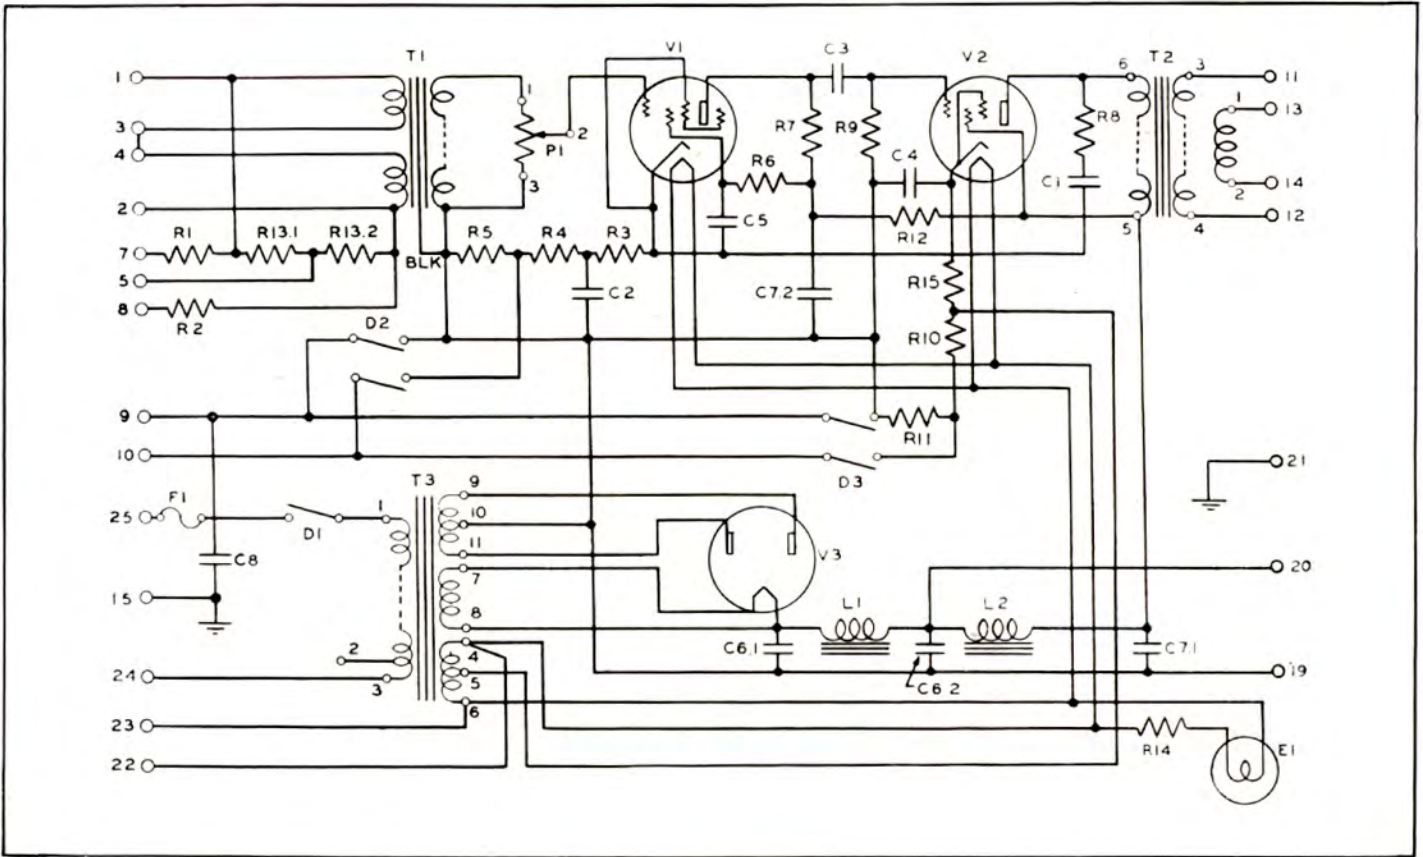 T1 V1 C3 V2 T2
1 1 6 3 11
1 13
3 2 R7 R9 R8
4 P1 C4
R6 C1
3 14
2 2
C5 12
R1 R13.1 R13.2 R5 R4 R3 R12 5 4
7
BLK
5 R15
C2 C7.2
8
R2
D2 R10
9
R11
10 21
T3 9 D3
F1 1 10
25
D1 11 V3
C8 7 20
15 8 L1 L2
2 4 C6.1 C7.1
24 5 19
3 C6.2
6
23
R14 E1
22